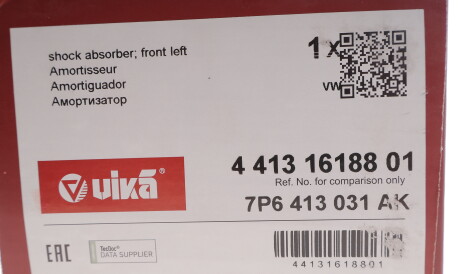 shock absorber; front left
1 x
Amortisseur
Amortiguador
VW
Амортизатор
vika
4 413 16188 01
Ref. No. for comparison only
7P6 413 031 AK
EAC
TecDoc®
DATA SUPPLIER
44131618801